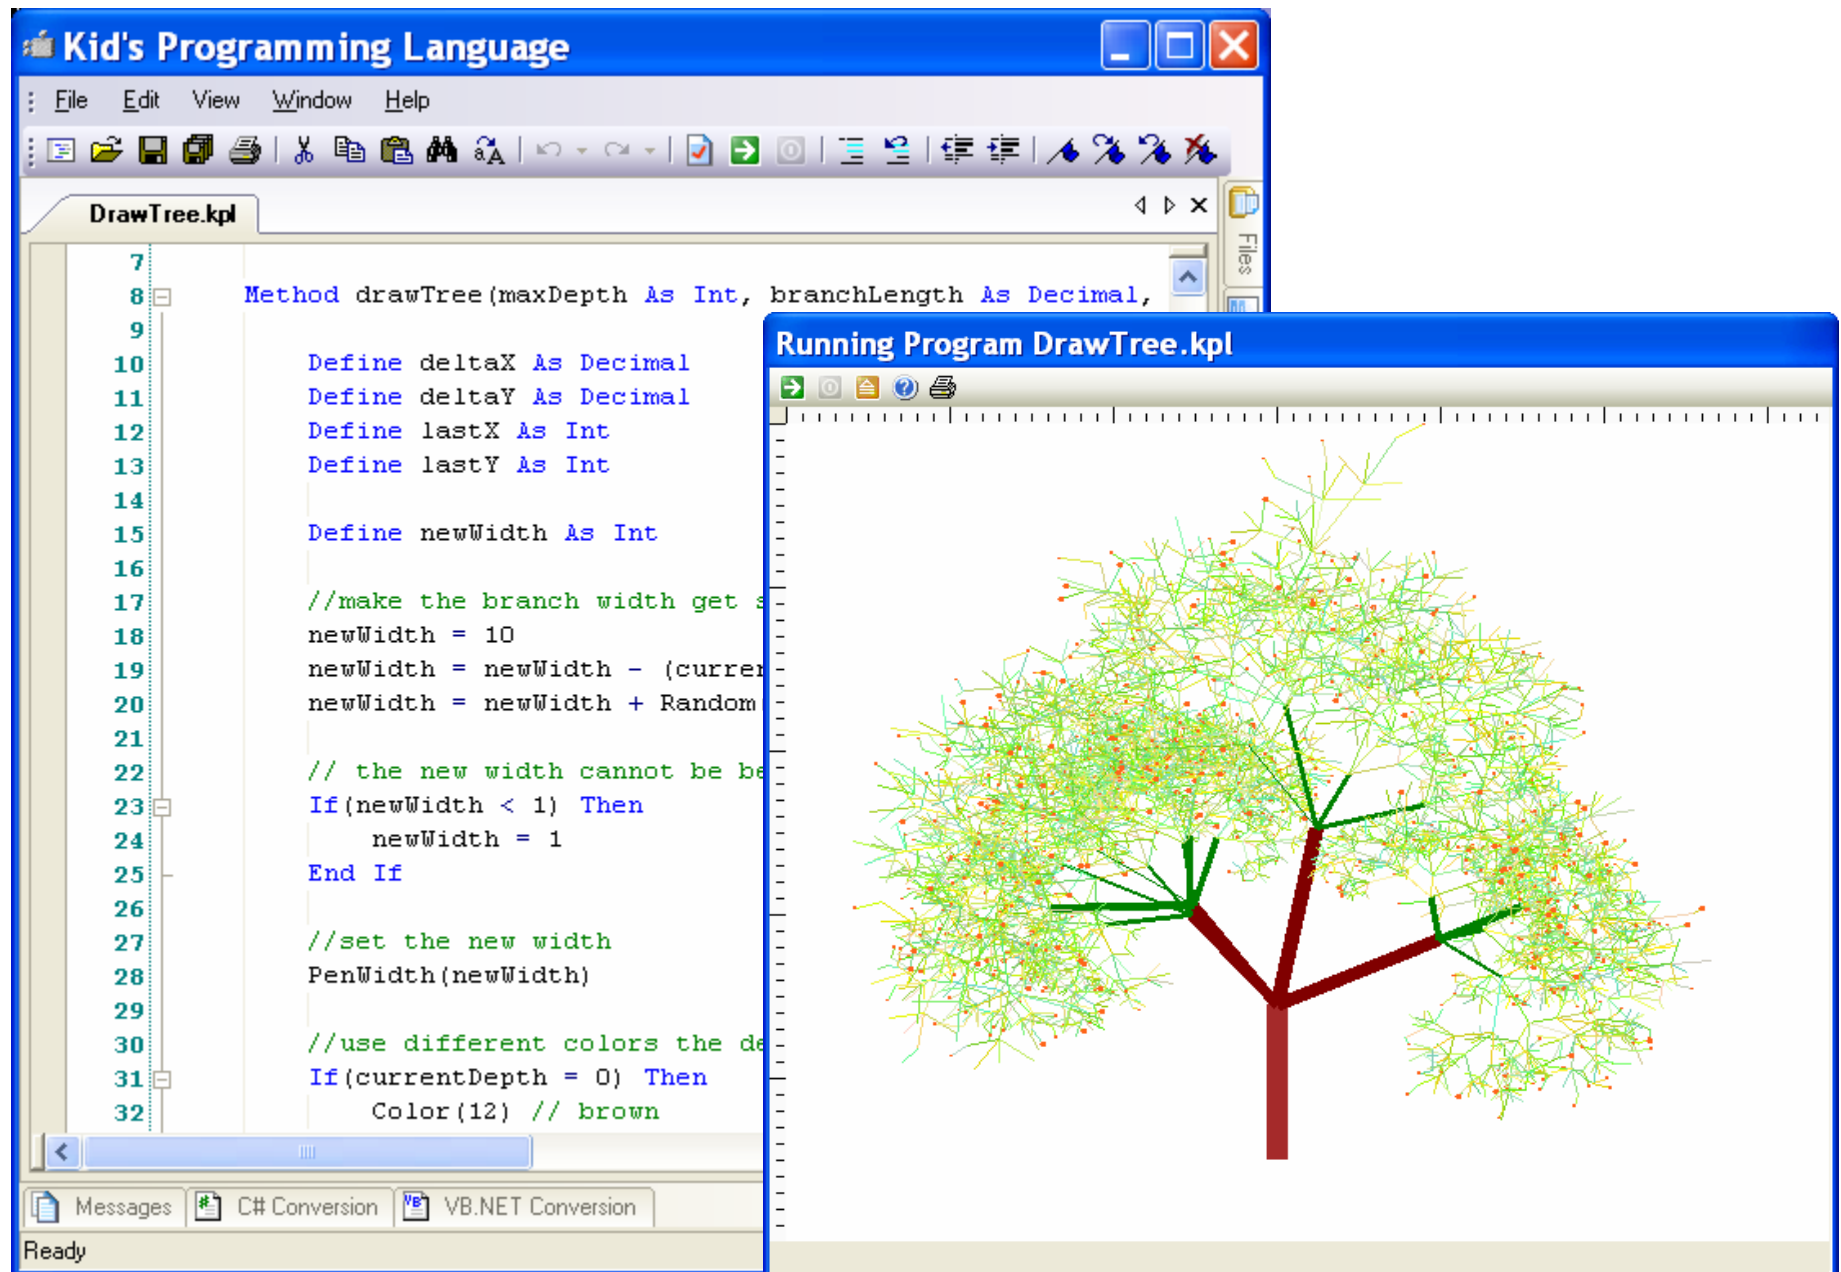 Kid's Programming Language
File Edit View Window Help
DrawTree.kpl
Files
7
8 Method drawTree(maxDepth As Int, branchLength As Decimal,
9
10 Define deltaX As Decimal
11 Define deltaY As Decimal
12 Define lastX As Int
13 Define lastY As Int
14
15 Define newWidth As Int
16
17 //make the branch width get
18 newWidth = 10
19 newWidth = newWidth - (curren
20 newWidth = newWidth + Random
21
22 // the new width cannot be be
23 If(newWidth < 1) Then
24 newWidth = 1
25 End If
26
27 //set the new width
28 PenWidth(newWidth)
29
30 //use different colors the de
31 If(currentDepth = 0) Then
32 Color(12) // brown
Messages C# Conversion VB.NET Conversion
Ready
Running Program DrawTree.kpl